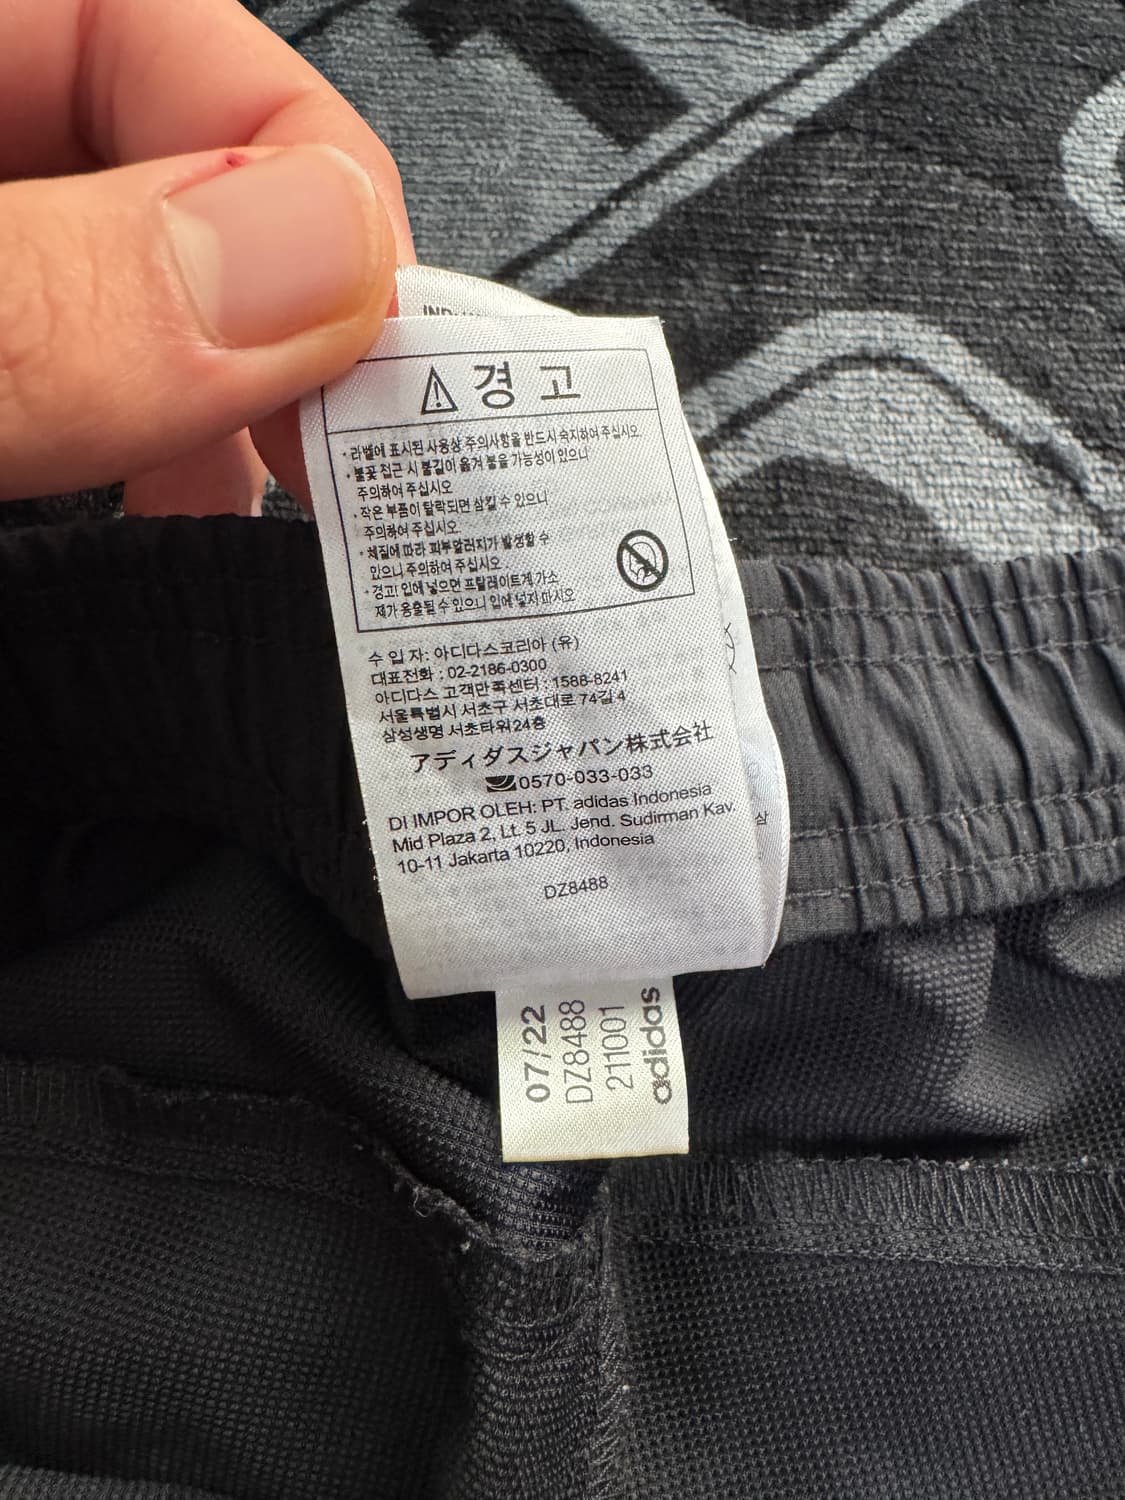 경 고
· 라벨에 표시된 사용상 주의사항을 반드시 숙지하여 주십시오.
· 불꽃 접근 시 불길이 옮겨 붙을 가능성이 있으니
주의하여 주십시오
· 작은 부품이 탈락되면 삼킬 수 있으니
주의하여 주십시오.
· 체질에 따라 피부알러지가 발생할 수
있으니 주의하여 주십시오.
· 경고! 입에 넣으면 프탈레이트계 가소
제가 용출될 수 있으니 입에 넣지 마시오
수 입 자: 아디다스코리아 (유)
대표전화 : 02-2186-0300
아디다스 고객만족센터 : 1588-8241
서울특별시 서초구 서초대로 74길 4
삼성생명 서초타워 24층
アディダスジャパン株式会社
0570-033-033
DI IMPOR OLEH: PT. adidas Indonesia
Mid Plaza 2, Lt. 5 JL. Jend. Sudirman Kav.
10-11 Jakarta 10220, Indonesia
DZ8488
07/22
DZ8488
211001
adidas